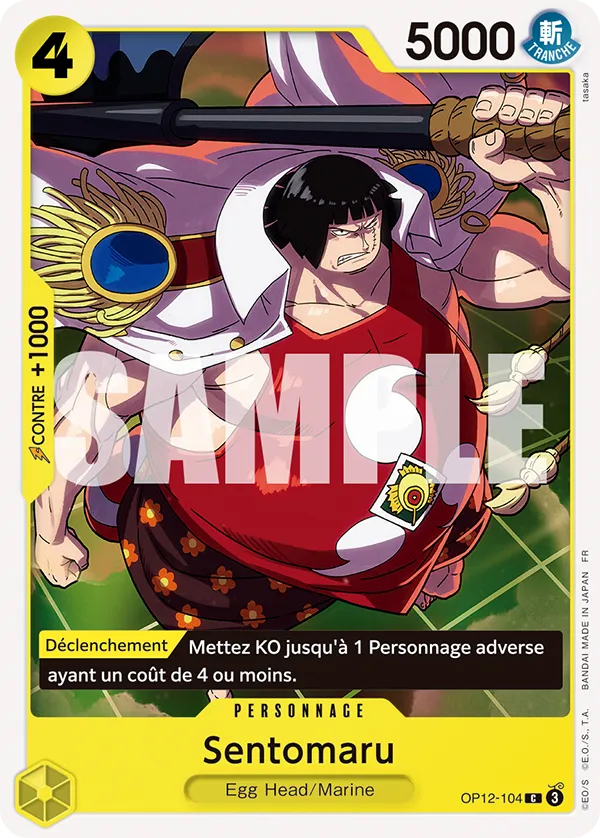 4
5000
斬
TRANCHE
tasaka
CONTRE +1000
SAMPLE
Déclenchement Mettez KO jusqu'à 1 Personnage adverse
ayant un coût de 4 ou moins.
PERSONNAGE
Sentomaru
Egg Head/Marine
OP12-104 C 3
©EO/S ©E.O./S., T.A. BANDAI MADE IN JAPAN FR